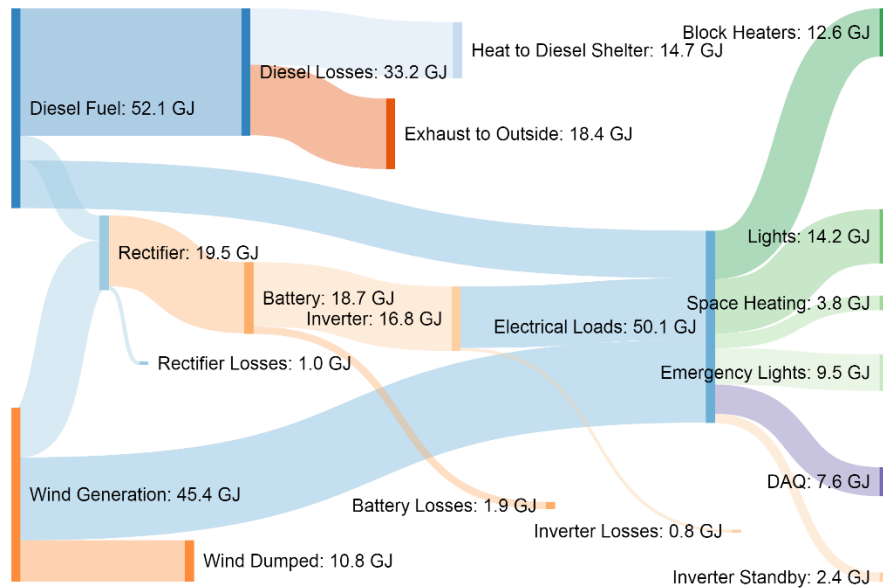 Block Heaters: 12.6 GJ
Heat to Diesel Shelter: 14.7 GJ
Diesel Losses: 33.2 GJ
Diesel Fuel: 52.1 GJ
Exhaust to Outside: 18.4 GJ
Lights: 14.2 GJ
Rectifier: 19.5 GJ
Battery: 18.7 GJ
Space Heating: 3.8 GJ
Inverter: 16.8 GJ
Electrical Loads: 50.1 GJ
Rectifier Losses: 1.0 GJ
Emergency Lights: 9.5 GJ
DAQ: 7.6 GJ
Wind Generation: 45.4 GJ
Battery Losses: 1.9 GJ
Inverter Losses: 0.8 GJ
Wind Dumped: 10.8 GJ
Inverter Standby: 2.4 GJ